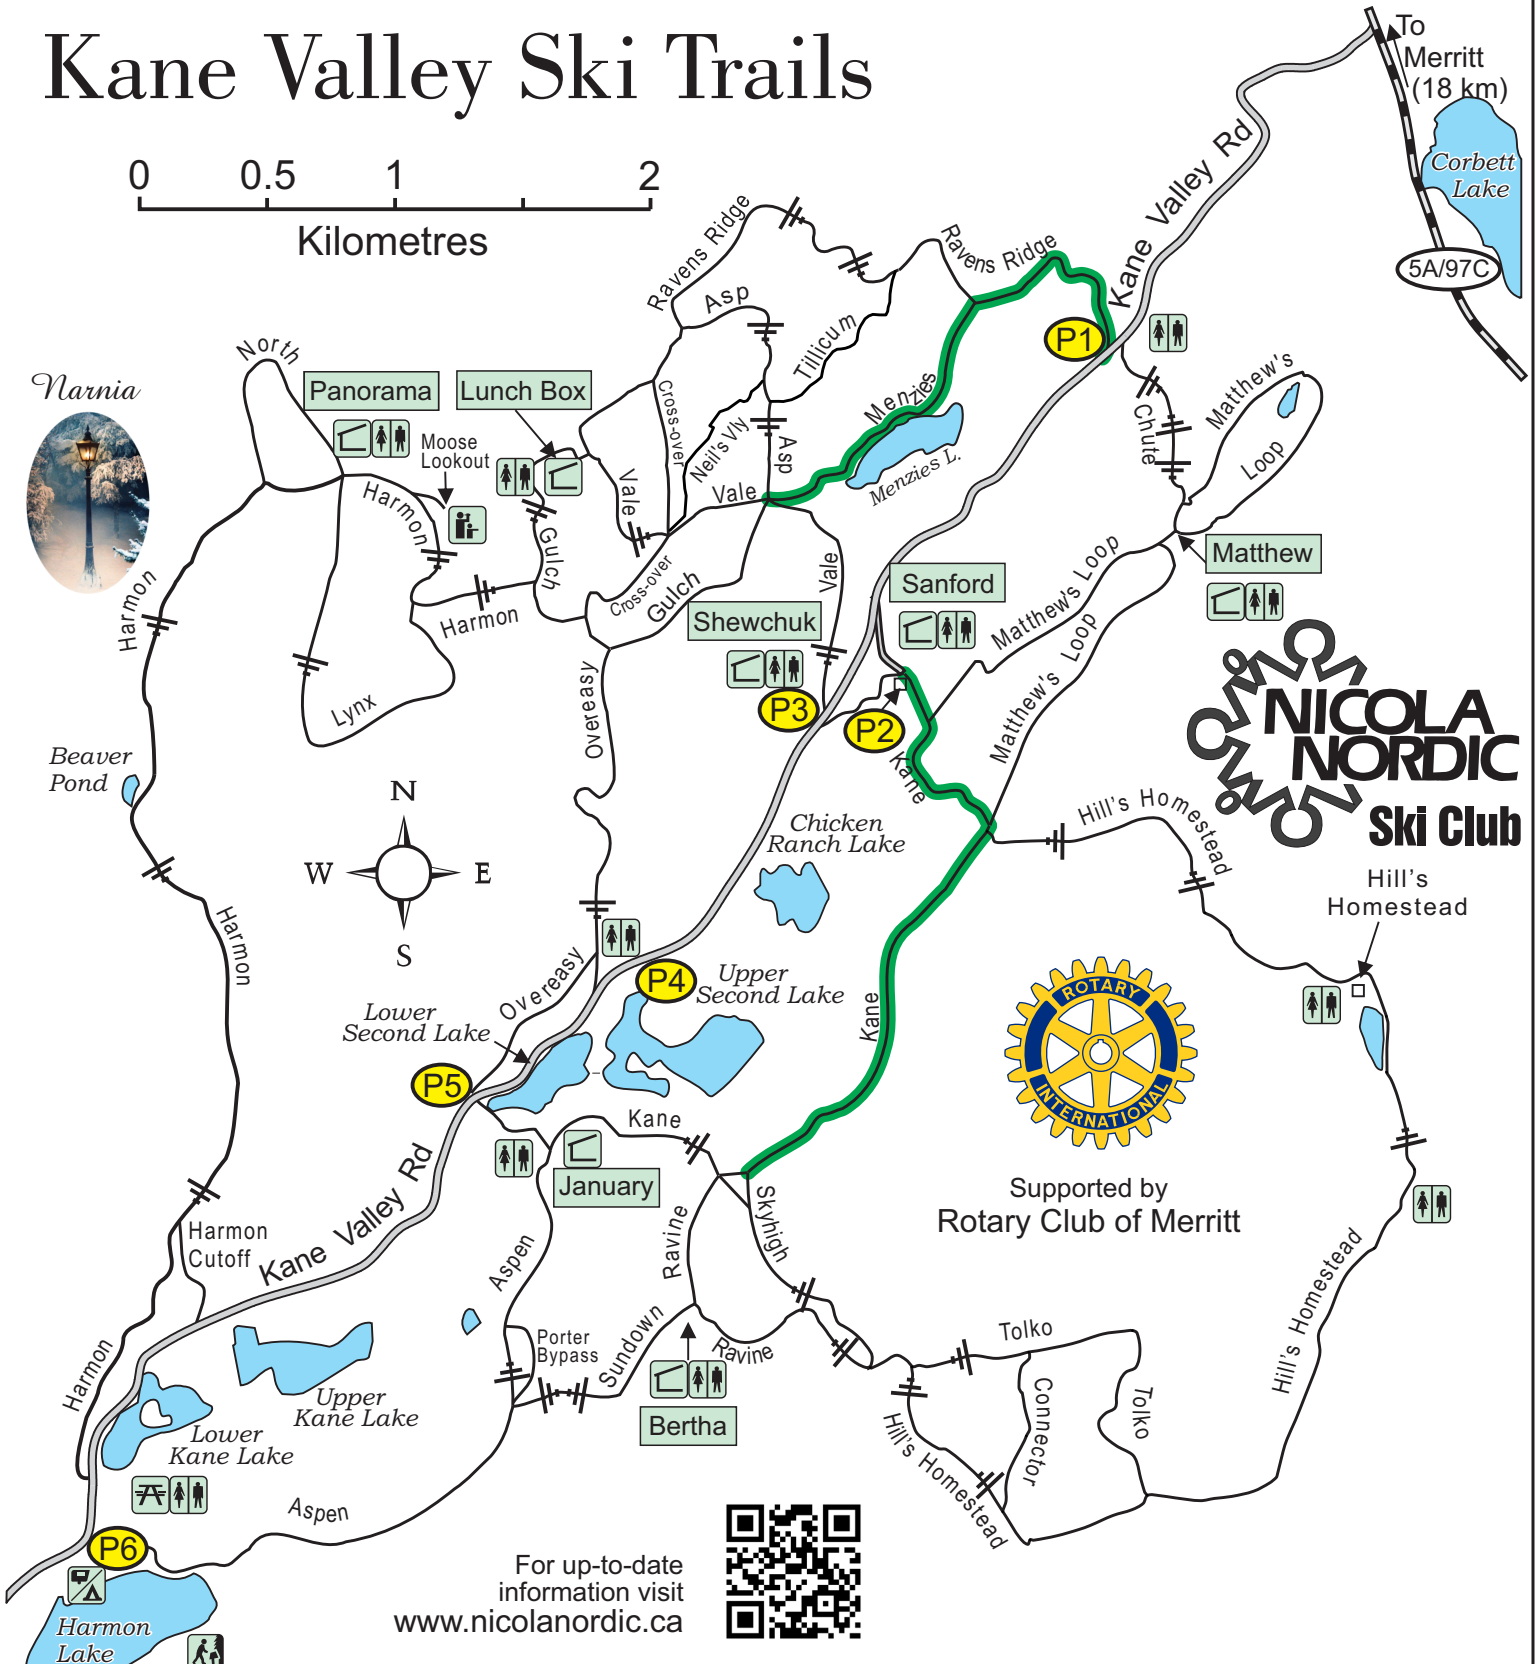 Kane Valley Ski Trails
To
Merritt
(18 km)
0 0.5 1 2
Kilometres
Corbett
Lake
5A/97C
Kane Valley Rd
Ravens Ridge
Ravens Ridge
Asp
Tillicum
P1
North
Narnia
Panorama
Lunch Box
Moose
Lookout
Cross-over
Neil's Vly
Menzies
Menzies L.
Chute
Matthew's
Loop
Harmon
Vale
Vale
Asp
Gulch
Harmon
Harmon
Cross-over
Gulch
Vale
Sanford
Matthew's Loop
Matthew
Shewchuk
Matthew's Loop
Lynx
Overeasy
P3
P2
Kane
NICOLA
NORDIC
Ski Club
Beaver
Pond
N
W E
S
Chicken
Ranch Lake
Hill's Homestead
Hill's
Homestead
Harmon
Overeasy
P4
Upper
Second Lake
Lower
Second Lake
Kane
ROTARY
INTERNATIONAL
P5
Kane
January
Supported by
Rotary Club of Merritt
Skyhigh
Ravine
Aspen
Harmon
Cutoff
Kane Valley Rd
Hill's Homestead
Harmon
Porter
Bypass
Sundown
Ravine
Tolko
Connector
Tolko
Upper
Kane Lake
Lower
Kane Lake
Bertha
Hill's Homestead
Aspen
P6
For up-to-date
information visit
www.nicolanordic.ca
Harmon
Lake